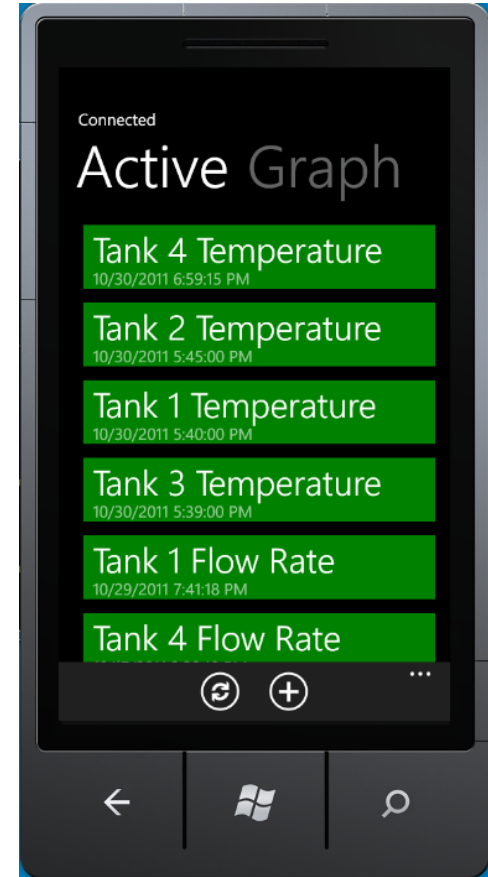 Connected
Active Graph
Tank 4 Temperature
10/30/2011 6:59:15 PM
Tank 2 Temperature
10/30/2011 5:45:00 PM
Tank 1 Temperature
10/30/2011 5:40:00 PM
Tank 3 Temperature
10/30/2011 5:39:00 PM
Tank 1 Flow Rate
10/29/2011 7:41:18 PM
Tank 4 Flow Rate